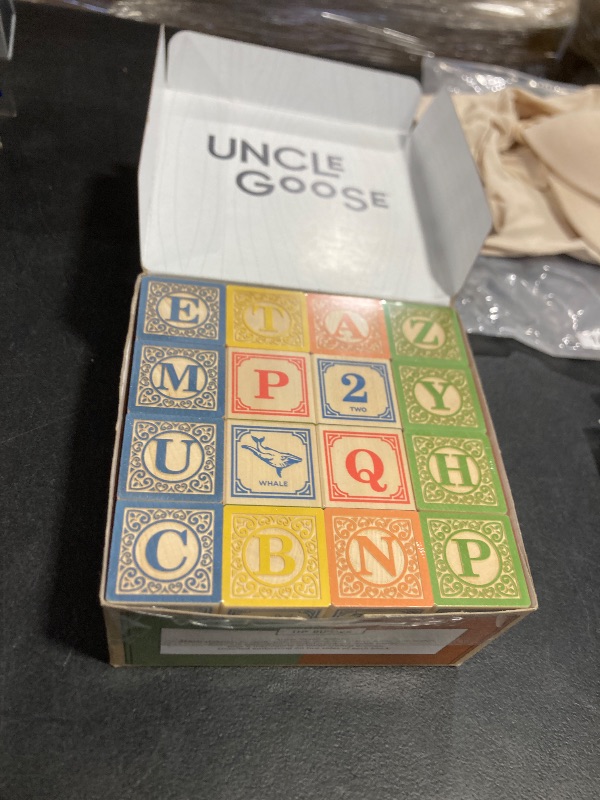 UNCLE
GOOSE
E T A Z
M P 2 Y
TWO
U WHALE Q H
C B N P